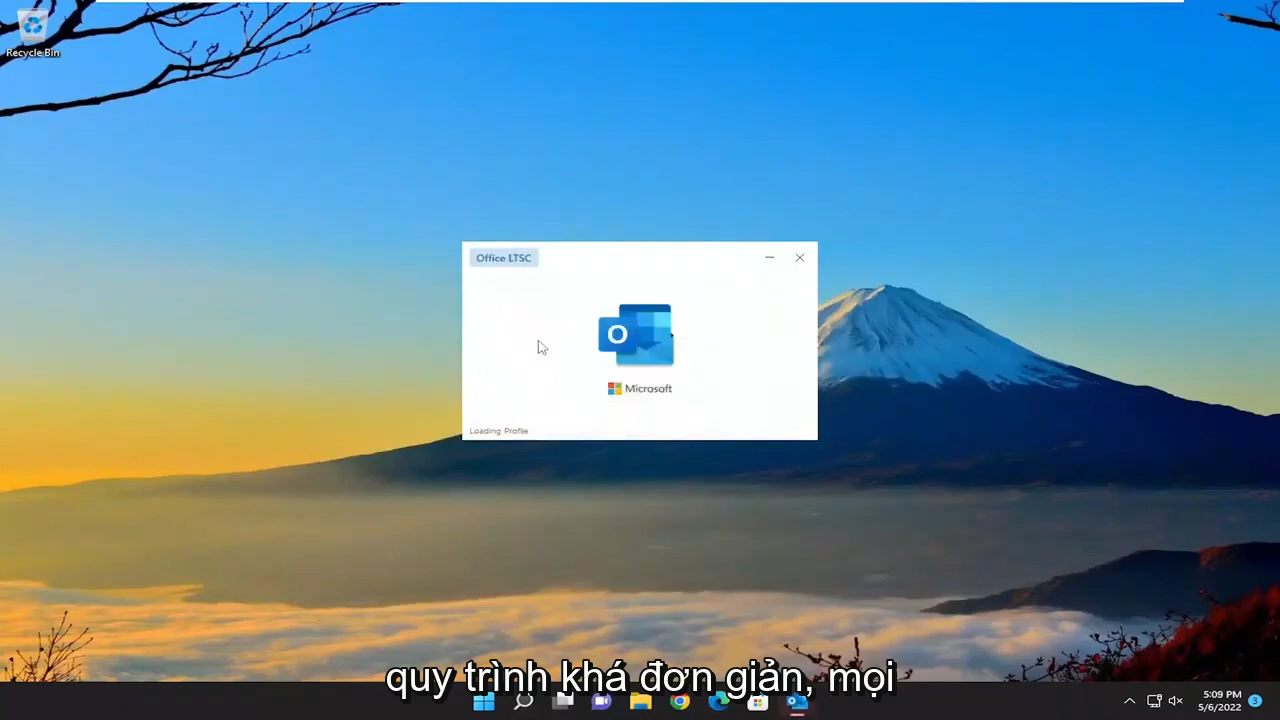 Recycle Bin
Office LTSC
O
Microsoft
Loading Profile
quy trình khá đơn giản, mọi
5:09 PM
5/6/2022
3